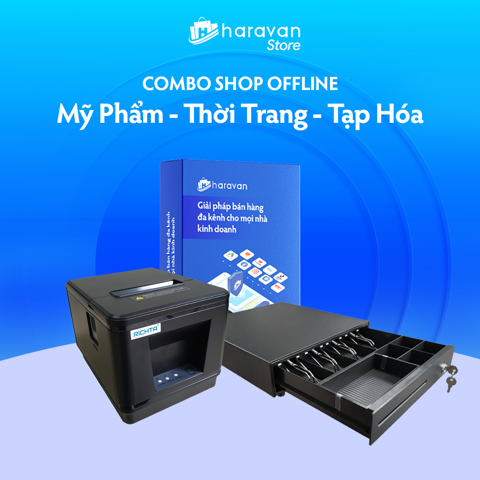 haravan
Store
COMBO SHOP OFFLINE
Mỹ Phẩm - Thời Trang - Tạp Hóa
haravan
Giải pháp bán hàng
đa kênh cho mọi nhà
kinh doanh
RICHTA